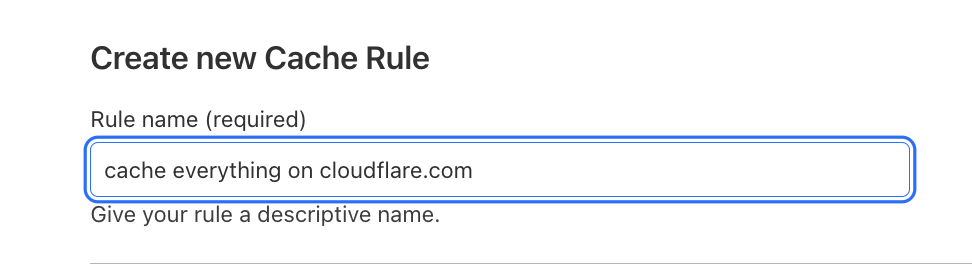 Create new Cache Rule
Rule name (required)
cache everything on cloudflare.com
Give your rule a descriptive name.